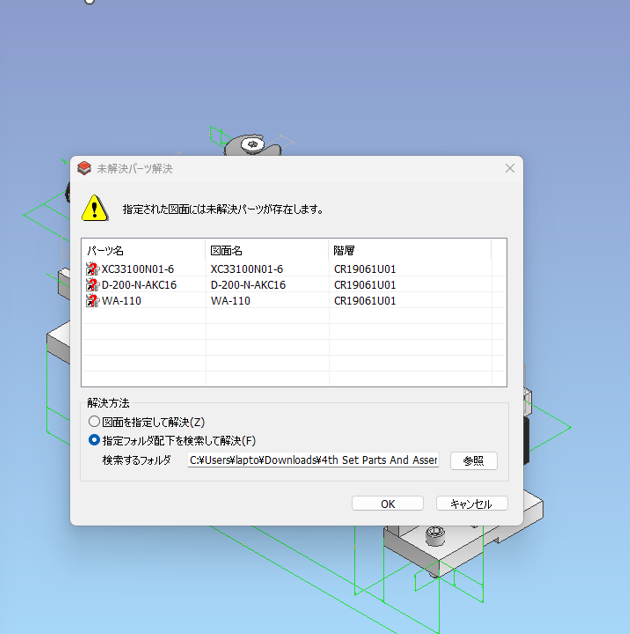 未解決パーツ解決
指定された図面には未解決パーツが存在します。
パーツ名 図面名 階層
XC33100N01-6 XC33100N01-6 CR19061U01
D-200-N-AKC16 D-200-N-AKC16 CR19061U01
WA-110 WA-110 CR19061U01
解決方法
図面を指定して解決(Z)
指定フォルダ配下を検索して解決(F)
検索するフォルダ C:¥Users¥lapto¥Downloads¥4th Set Parts And Asser 参照
OK キャンセル